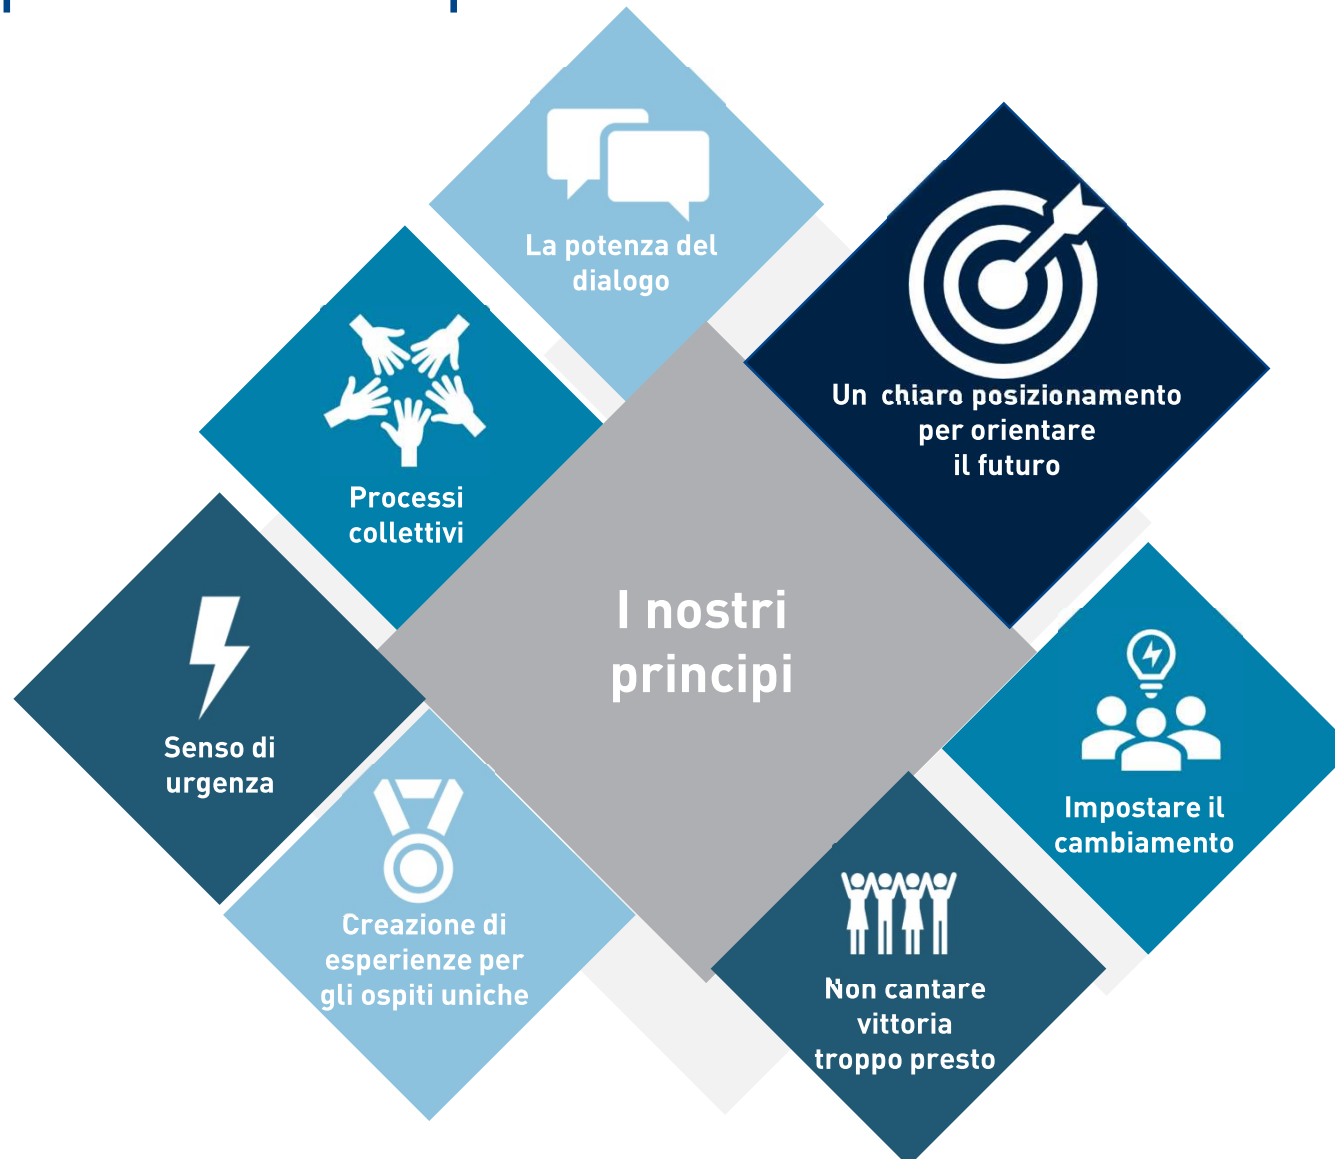 La potenza del
dialogo
Un chiaro posizionamento
per orientare
il futuro
Processi
collettivi
I nostri
principi
Senso di
urgenza
Impostare il
cambiamento
Creazione di
esperienze per
gli ospiti uniche
Non cantare
vittoria
troppo presto